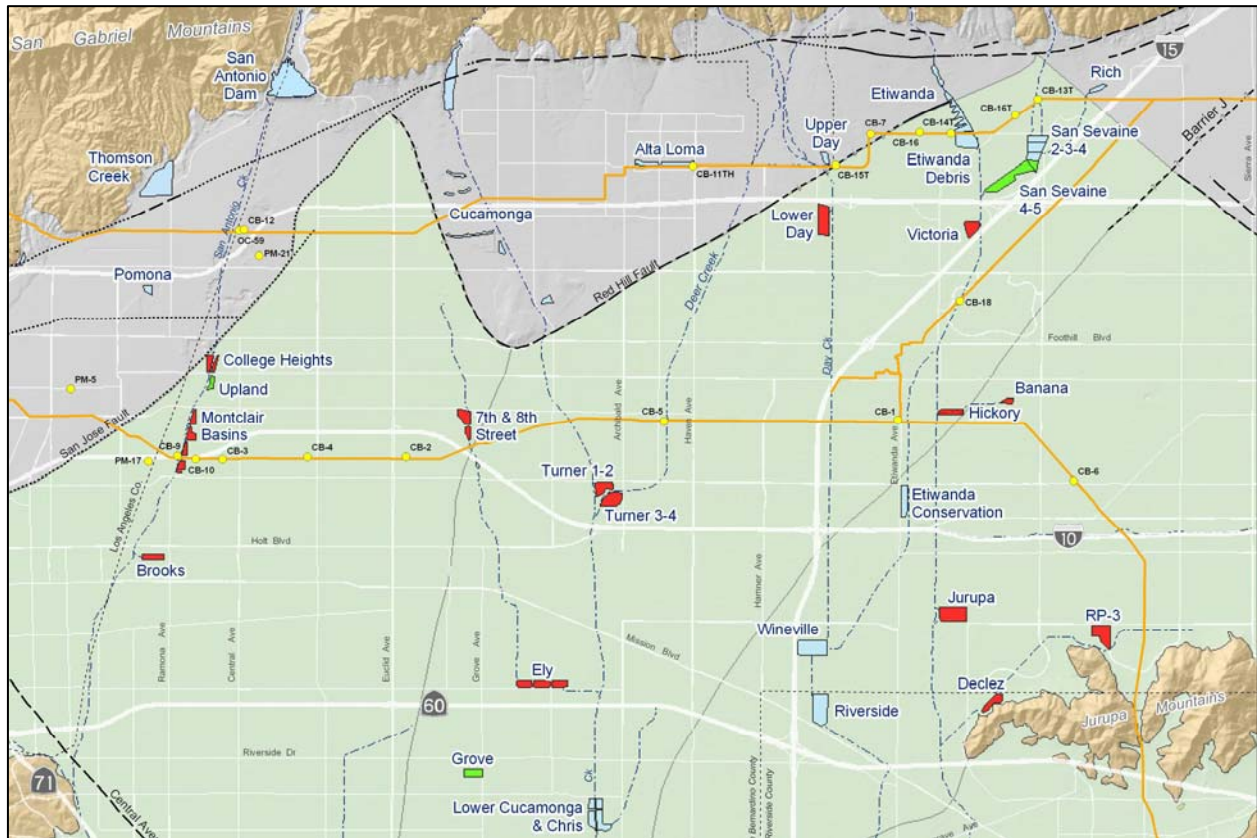 San Gabriel Mountains
San
Antonio
Dam
15
Rich
CB-13T
Etiwanda
CB-16T
Barrier J
Upper
Day
CB-7
CB-14T
CB-16
San Sevaine
2-3-4
Sierra Ave
Thomson
Creek
Alta Loma
CB-11TH
CB-15T
Etiwanda
Debris
San Antonio Ck
San Sevaine
4-5
Cucamonga
CB-12
OC-59
PM-21
Lower
Day
Victoria
Pomona
Red Hill Fault
Deer Creek
CB-18
Day Ck
Foothill Blvd
College Heights
Upland
PM-5
Banana
Hickory
Montclair
Basins
7th & 8th
Street
Archibald Ave
Haven Ave
CB-5
CB-1
San Jose Fault
CB-9
PM-17
CB-10
CB-3
CB-4
CB-2
Etiwanda Ave
CB-6
Turner 1-2
Turner 3-4
Etiwanda
Conservation
Los Angeles Co.
Holt Blvd
10
Brooks
Hamner Ave
Jurupa
RP-3
Wineville
Ramona Ave
Central Ave
Euclid Ave
Grove Ave
Mission Blvd
Ely
Declez
Jurupa Mountains
60
Riverside
Riverside Dr
Grove
71
Central Ave
Ck
Lower Cucamonga
& Chris
Bernardino County
Riverside County
Ave